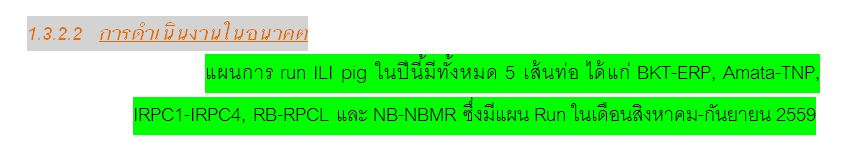 1.3.2.2 การดำเนินงานในอนาคต
แผนการ run ILI pig ในปีนี้มีทั้งหมด 5 เส้นท่อ ได้แก่ BKT-ERP, Amata-TNP,
IRPC1-IRPC4, RB-RPCL และ NB-NBMR ซึ่งมีแผน Run ในเดือนสิงหาคม-กันยายน 2559